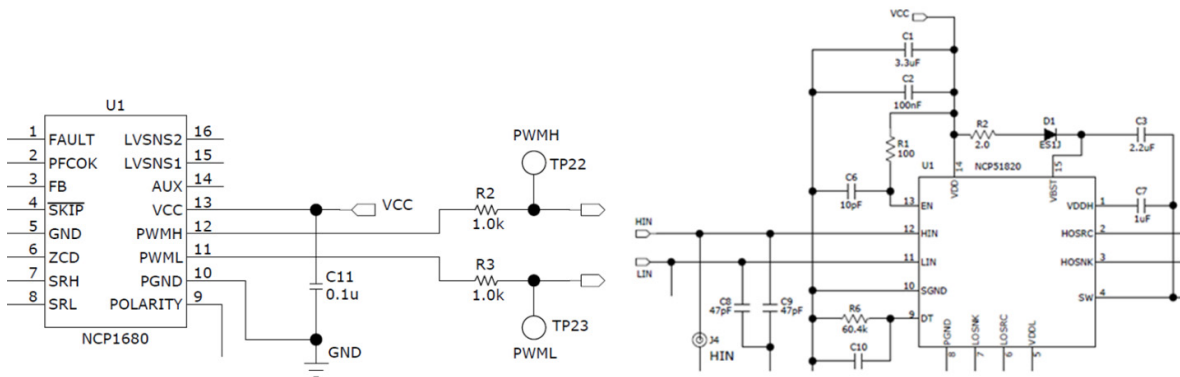 U1
1 FAULT LVSNS2 16
2 PFCOK LVSNS1 15
3 FB AUX 14
4 SKIP VCC 13
5 GND PWMH 12
6 ZCD PWML 11
7 SRH PGND 10
8 SRL POLARITY 9
NCP1680
VCC
C11
0.1u
GND
R2
1.0k
R3
1.0k
PWMH
TP22
TP23
PWML
VCC
C1
3.3uF
C2
100nF
R1
100
R2
2.0
D1
ES1J
C3
2.2uF
U1
14
NCP51820
15
VDD
VBST
C6
10pF
13 EN
VDDH 1
C7
1uF
HIN
12 HIN
HOSRC 2
LIN
11 LIN
HOSNK 3
10 SGND
SW 4
C8
47pF
C9
47pF
R6
60.4k
9 DT
C10
J4
HIN
PGND
LOSNK
LOSRC
VDDL
8
7
6
5